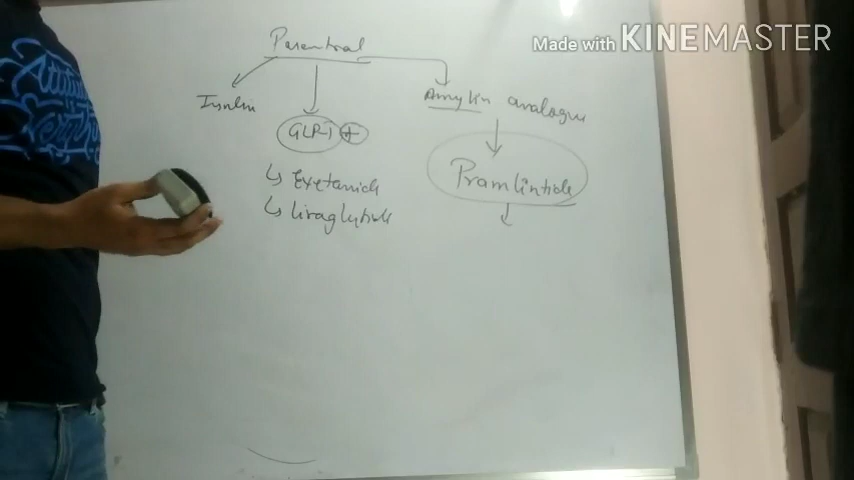 Made with KINEMASTER
Parentral
Insulin
GLP-1 +
Amylin analogue
↳ Exetanide
↳ liraglutide
Pramlintide